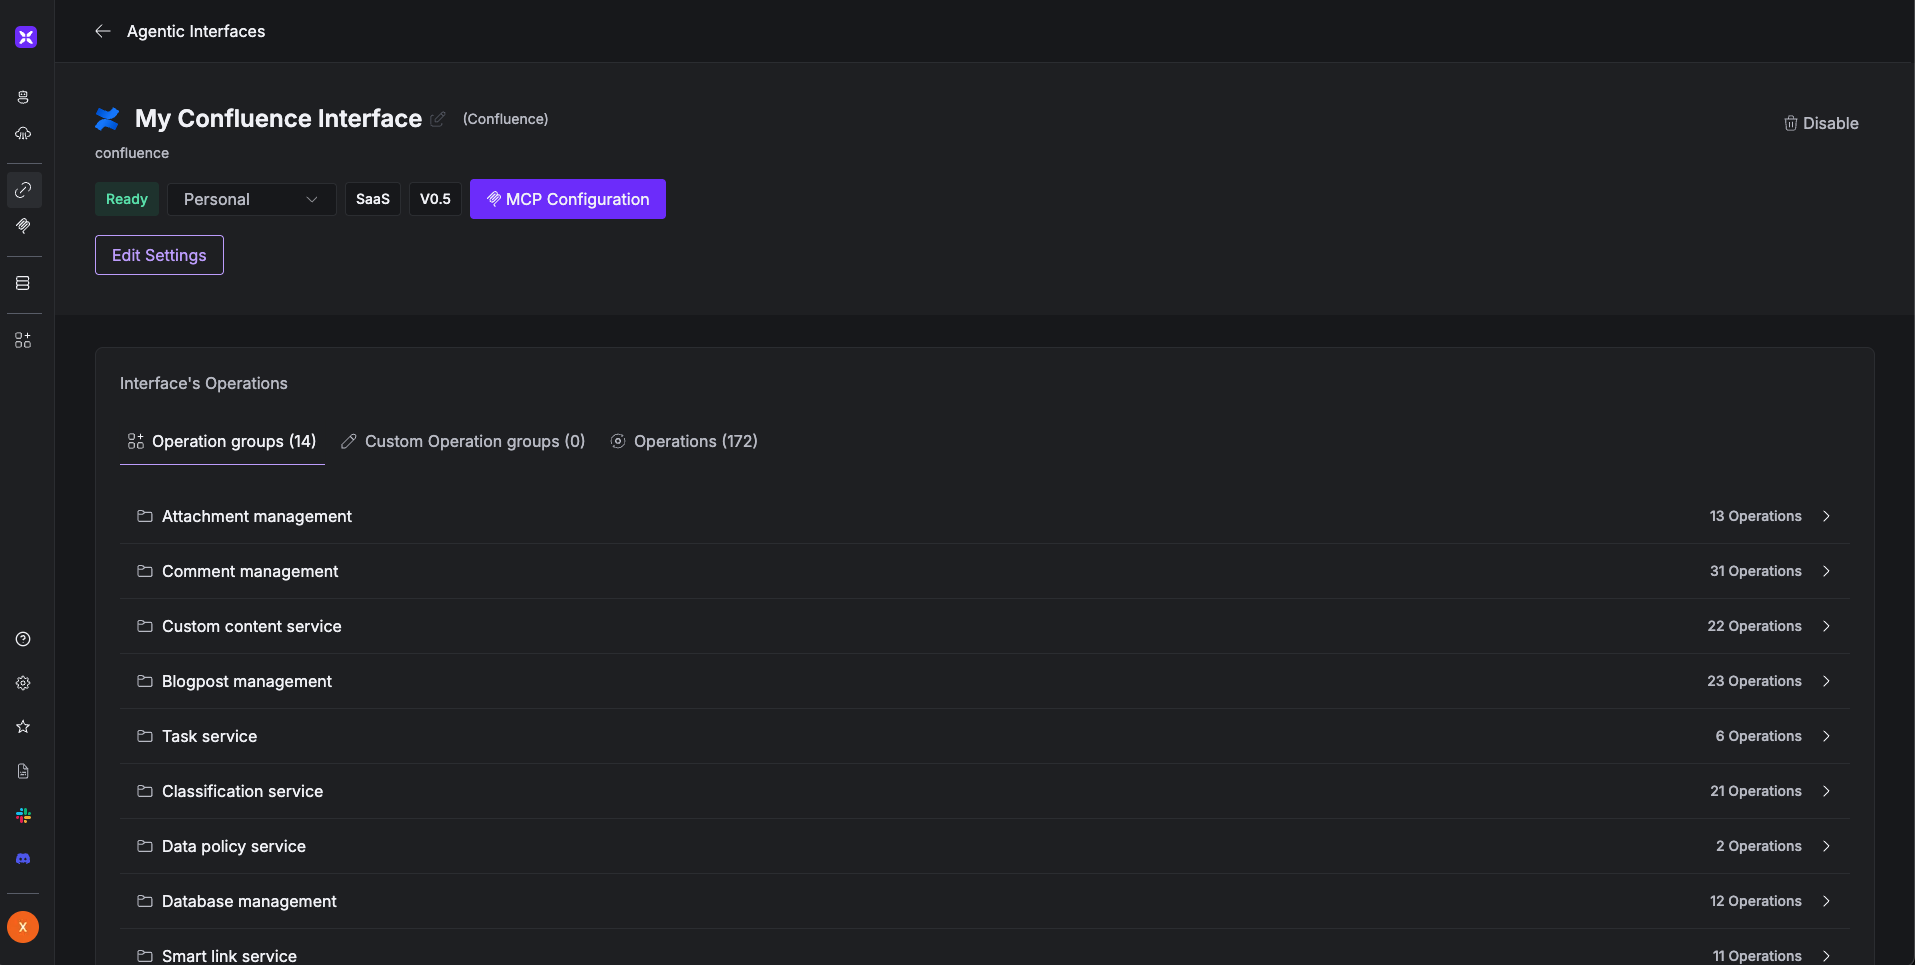 Agentic Interfaces
My Confluence Interface (Confluence)
Disable
confluence
Ready Personal SaaS V0.5 MCP Configuration
Edit Settings
Interface's Operations
Operation groups (14) Custom Operation groups (0) Operations (172)
Attachment management 13 Operations
Comment management 31 Operations
Custom content service 22 Operations
Blogpost management 23 Operations
Task service 6 Operations
Classification service 21 Operations
Data policy service 2 Operations
Database management 12 Operations
X
Smart link service 11 Operations